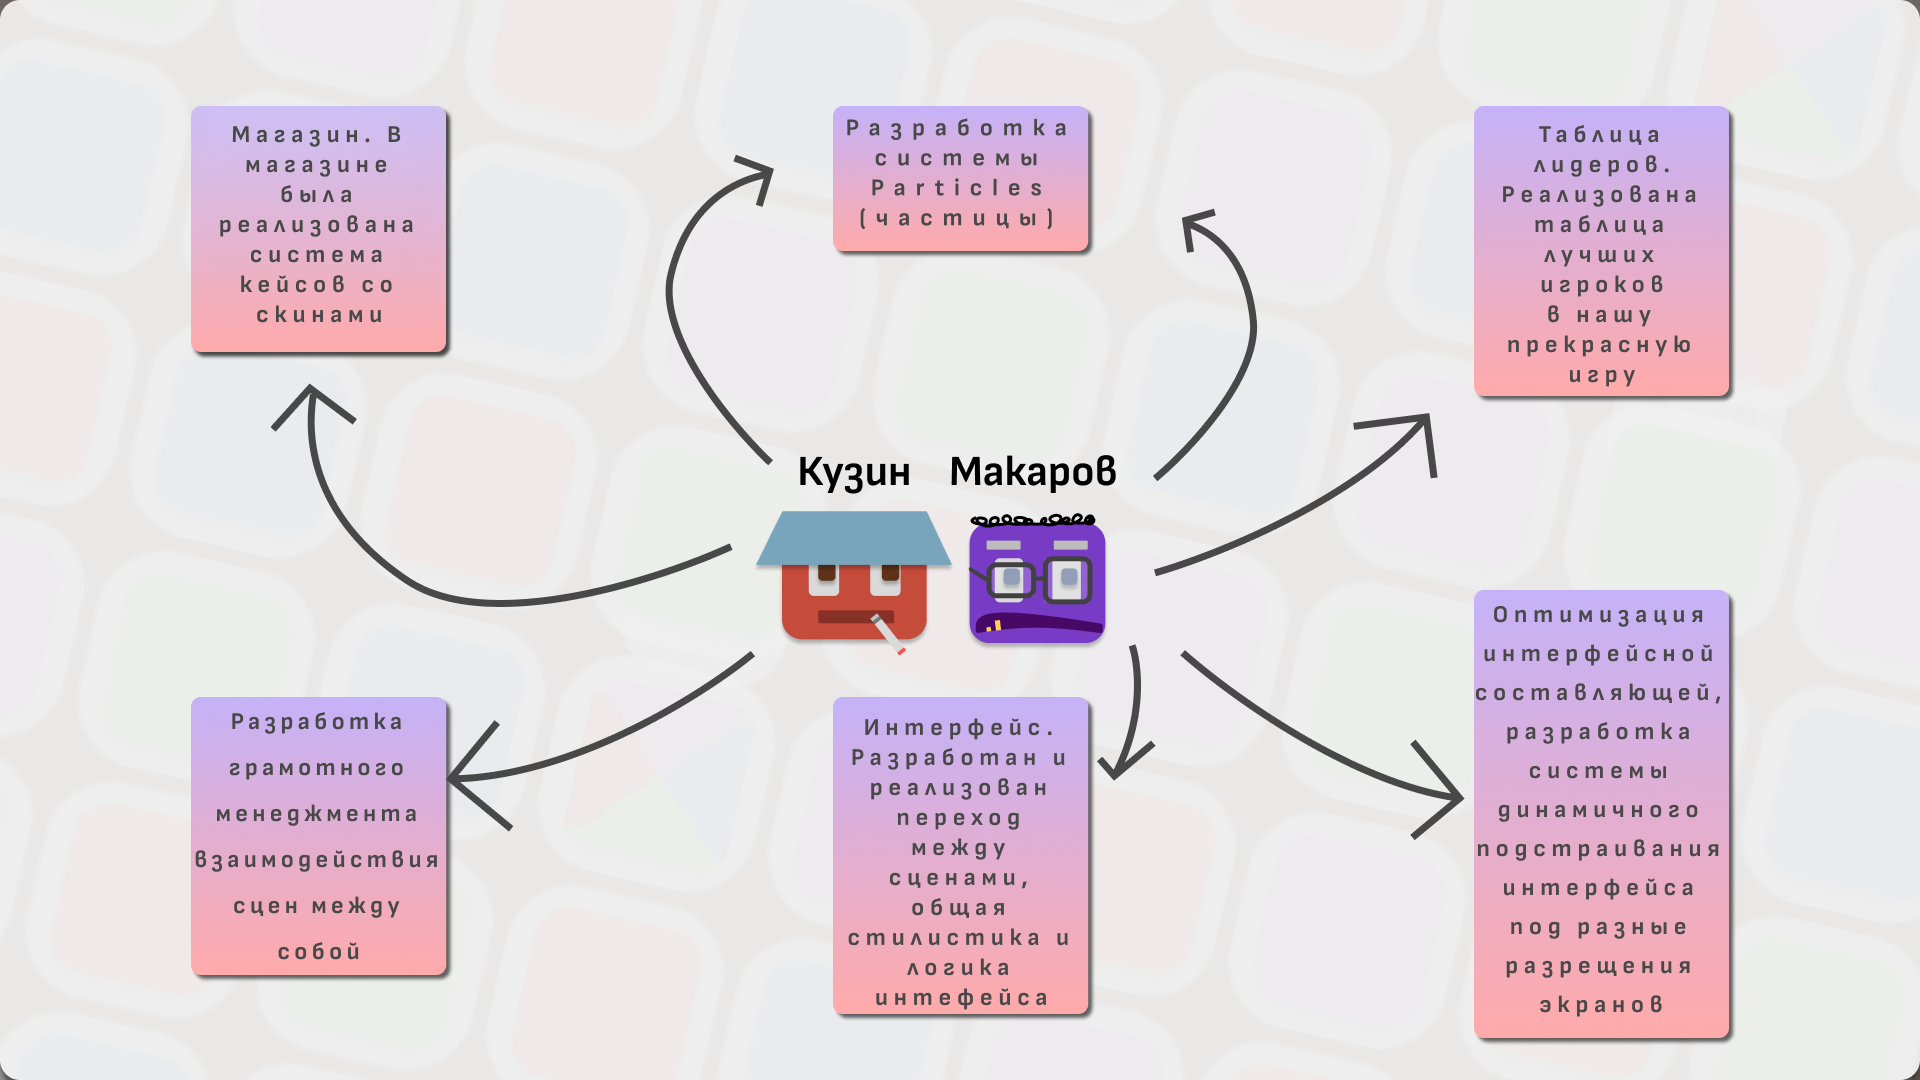 Магазин. В
магазине
была
реализована
система
кейсов со
скинами
Разработка
системы
Particles
(частицы)
Таблица
лидеров.
Реализована
таблица
лучших
игроков
в нашу
прекрасную
игру
Кузин
Макаров
Разработка
грамотного
менеджмента
взаимодействия
сцен между
собой
Интерфейс.
Разработан и
реализован
переход
между
сценами,
общая
стилистика и
логика
интефейса
Оптимизация
интерфейсной
составляющей,
разработка
системы
динамичного
подстраивания
интерфейса
под разные
разрещения
экранов